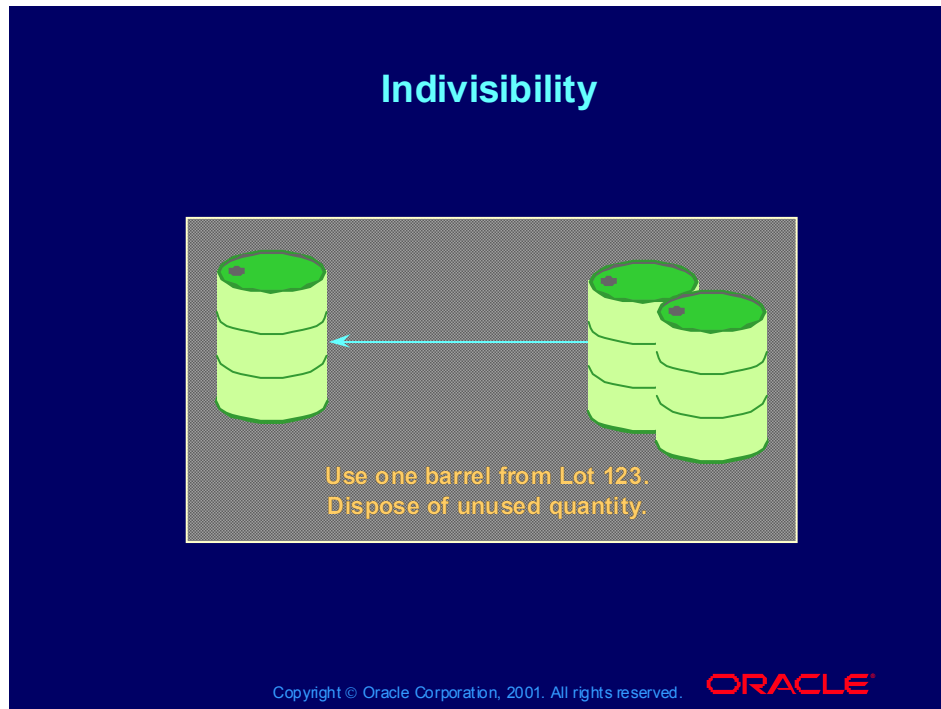 Indivisibility
Use one barrel from Lot 123.
Dispose of unused quantity.
Copyright © Oracle Corporation, 2001. All rights reserved.
ORACLE